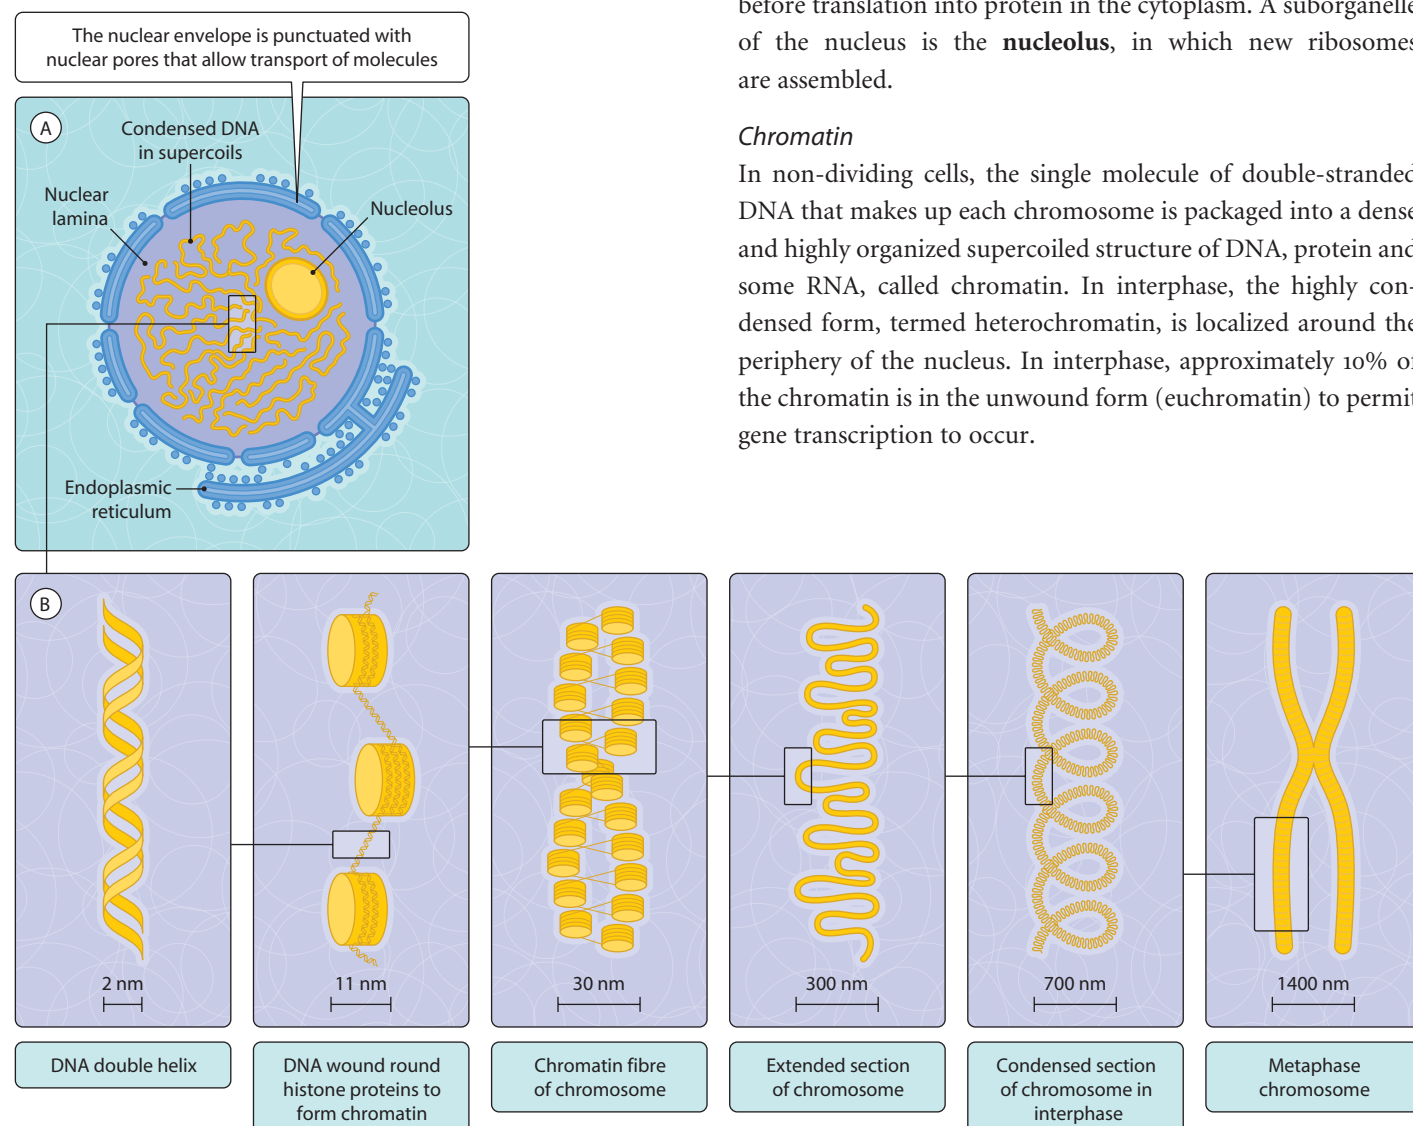 The nuclear envelope is punctuated with
nuclear pores that allow transport of molecules
A
Condensed DNA
in supercoils
Nuclear
lamina
Nucleolus
Endoplasmic
reticulum
before translation into protein in the cytoplasm. A suborganelle
of the nucleus is the nucleolus, in which new ribosomes
are assembled.
Chromatin
In non-dividing cells, the single molecule of double-stranded
DNA that makes up each chromosome is packaged into a dense
and highly organized supercoiled structure of DNA, protein and
some RNA, called chromatin. In interphase, the highly con-
densed form, termed heterochromatin, is localized around the
periphery of the nucleus. In interphase, approximately 10% of
the chromatin is in the unwound form (euchromatin) to permit
gene transcription to occur.
B
2 nm
11 nm
30 nm
300 nm
700 nm
1400 nm
DNA double helix
DNA wound round
histone proteins to
form chromatin
Chromatin fibre
of chromosome
Extended section
of chromosome
Condensed section
of chromosome in
interphase
Metaphase
chromosome